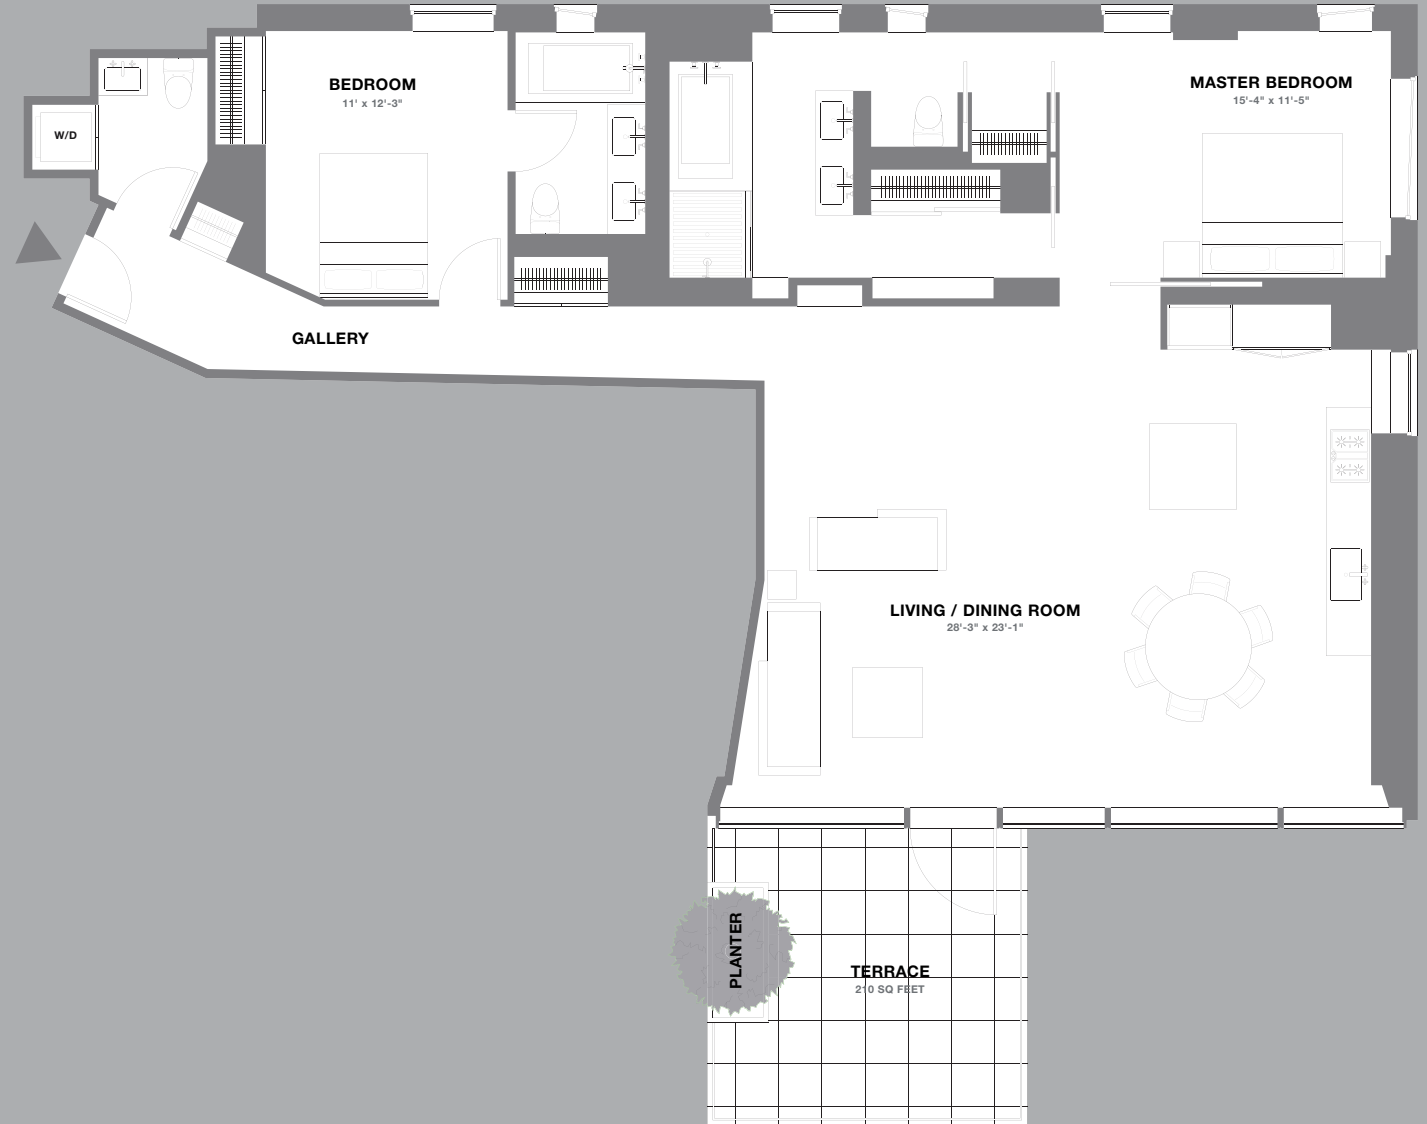 BEDROOM
11' x 12'-3"
MASTER BEDROOM
15'-4" x 11'-5"
W/D
GALLERY
LIVING / DINING ROOM
28'-3" x 23'-1"
PLANTER
TERRACE
210 SQ FEET